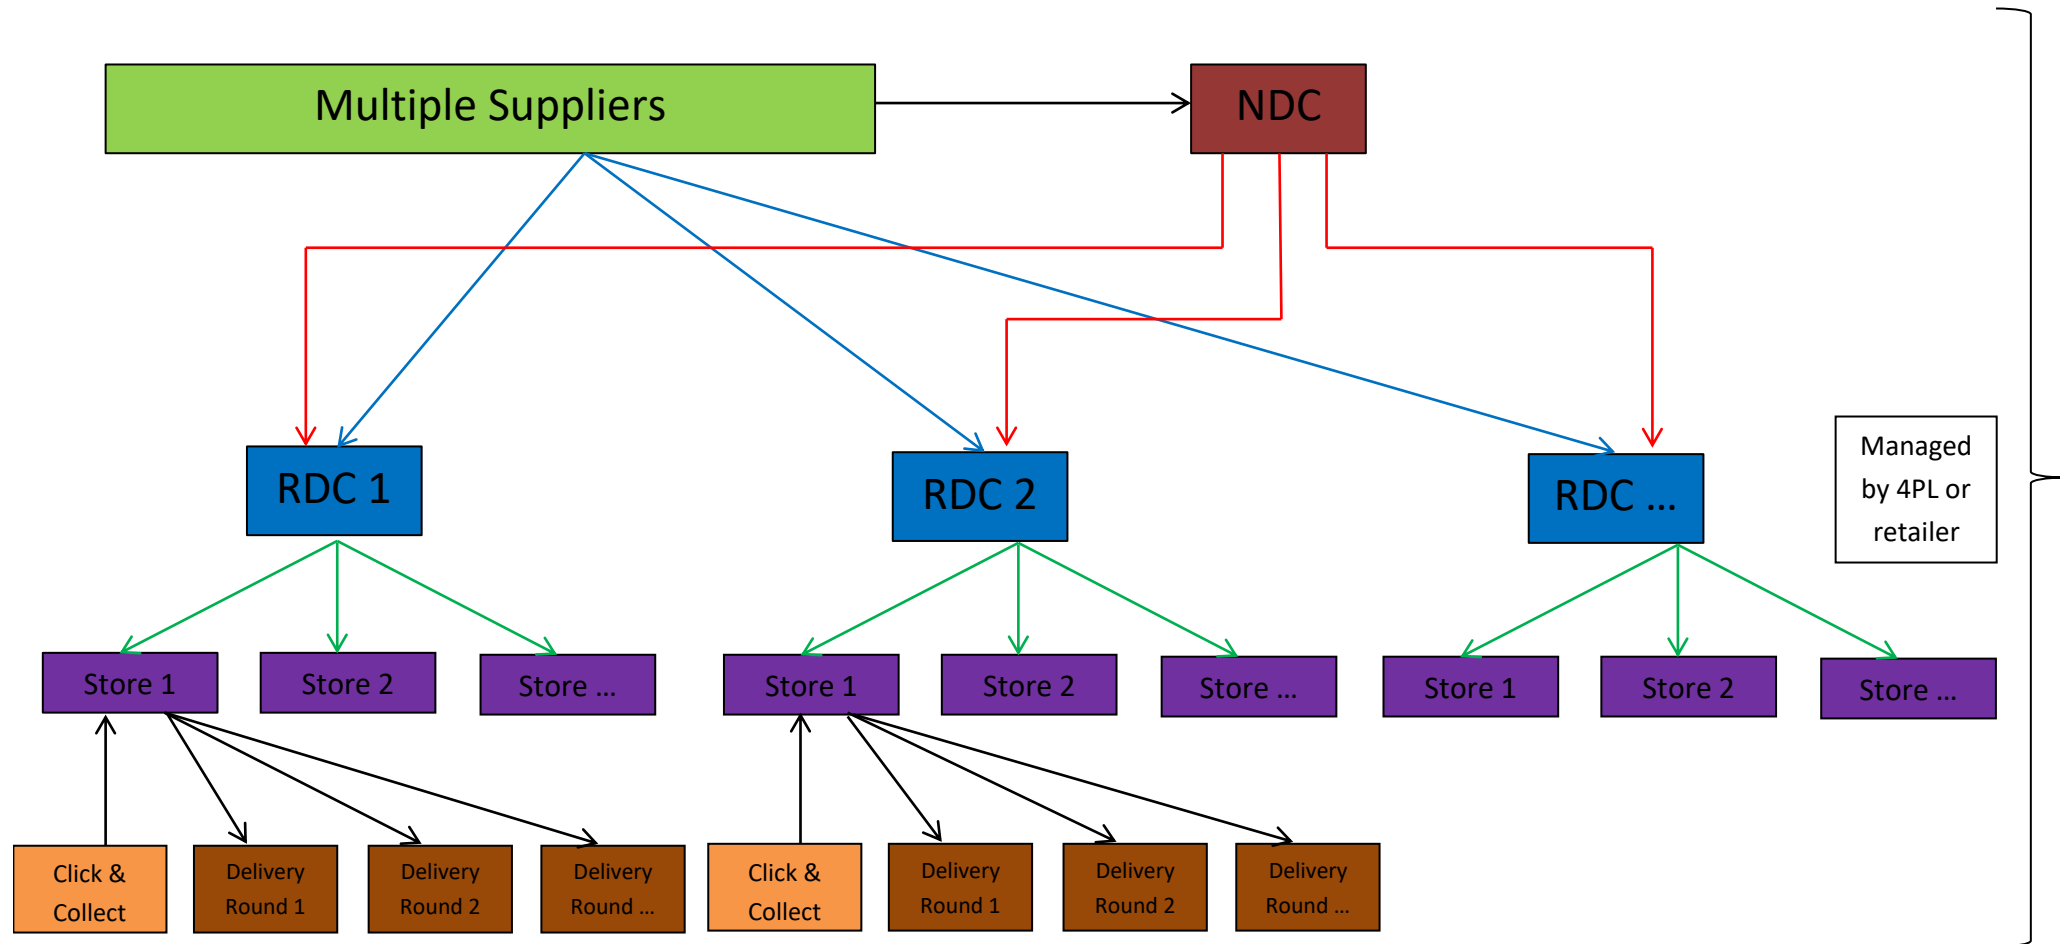 Multiple Suppliers
NDC
RDC 1
RDC 2
RDC ...
Managed
by 4PL or
retailer
Store 1
Store 2
Store ...
Store 1
Store 2
Store ...
Store 1
Store 2
Store ...
Click &
Collect
Delivery
Round 1
Delivery
Round 2
Delivery
Round ...
Click &
Collect
Delivery
Round 1
Delivery
Round 2
Delivery
Round ...